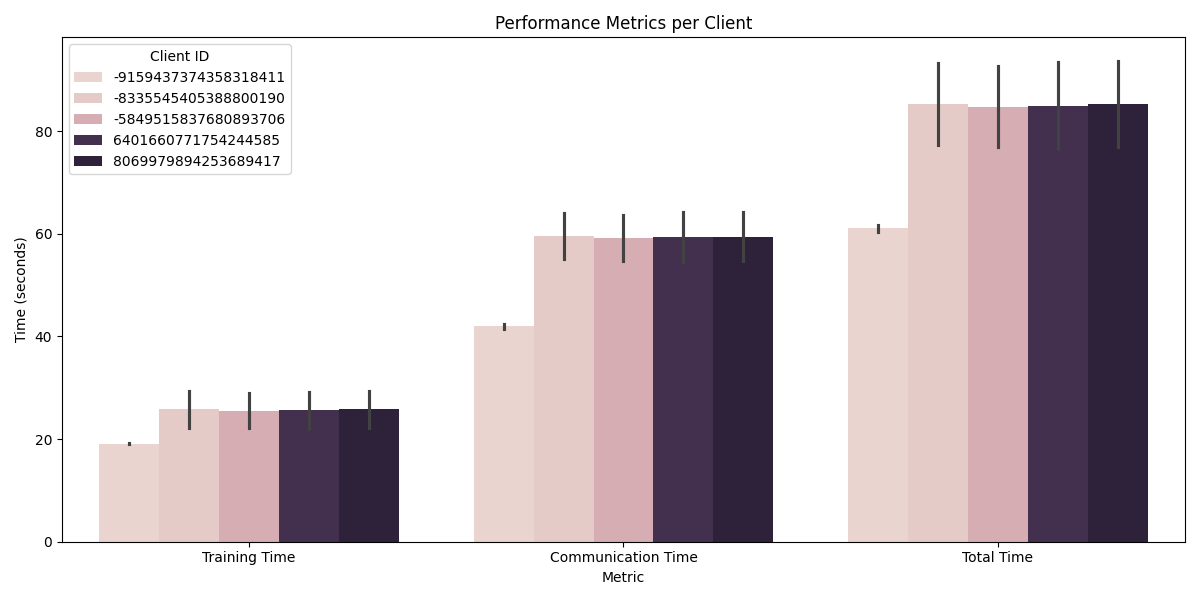 Performance Metrics per Client
Client ID
-9159437374358318411
-8335545405388800190
-5849515837680893706
6401660771754244585
8069979894253689417
Time (seconds)
80
60
40
20
0
Training Time
Communication Time
Total Time
Metric